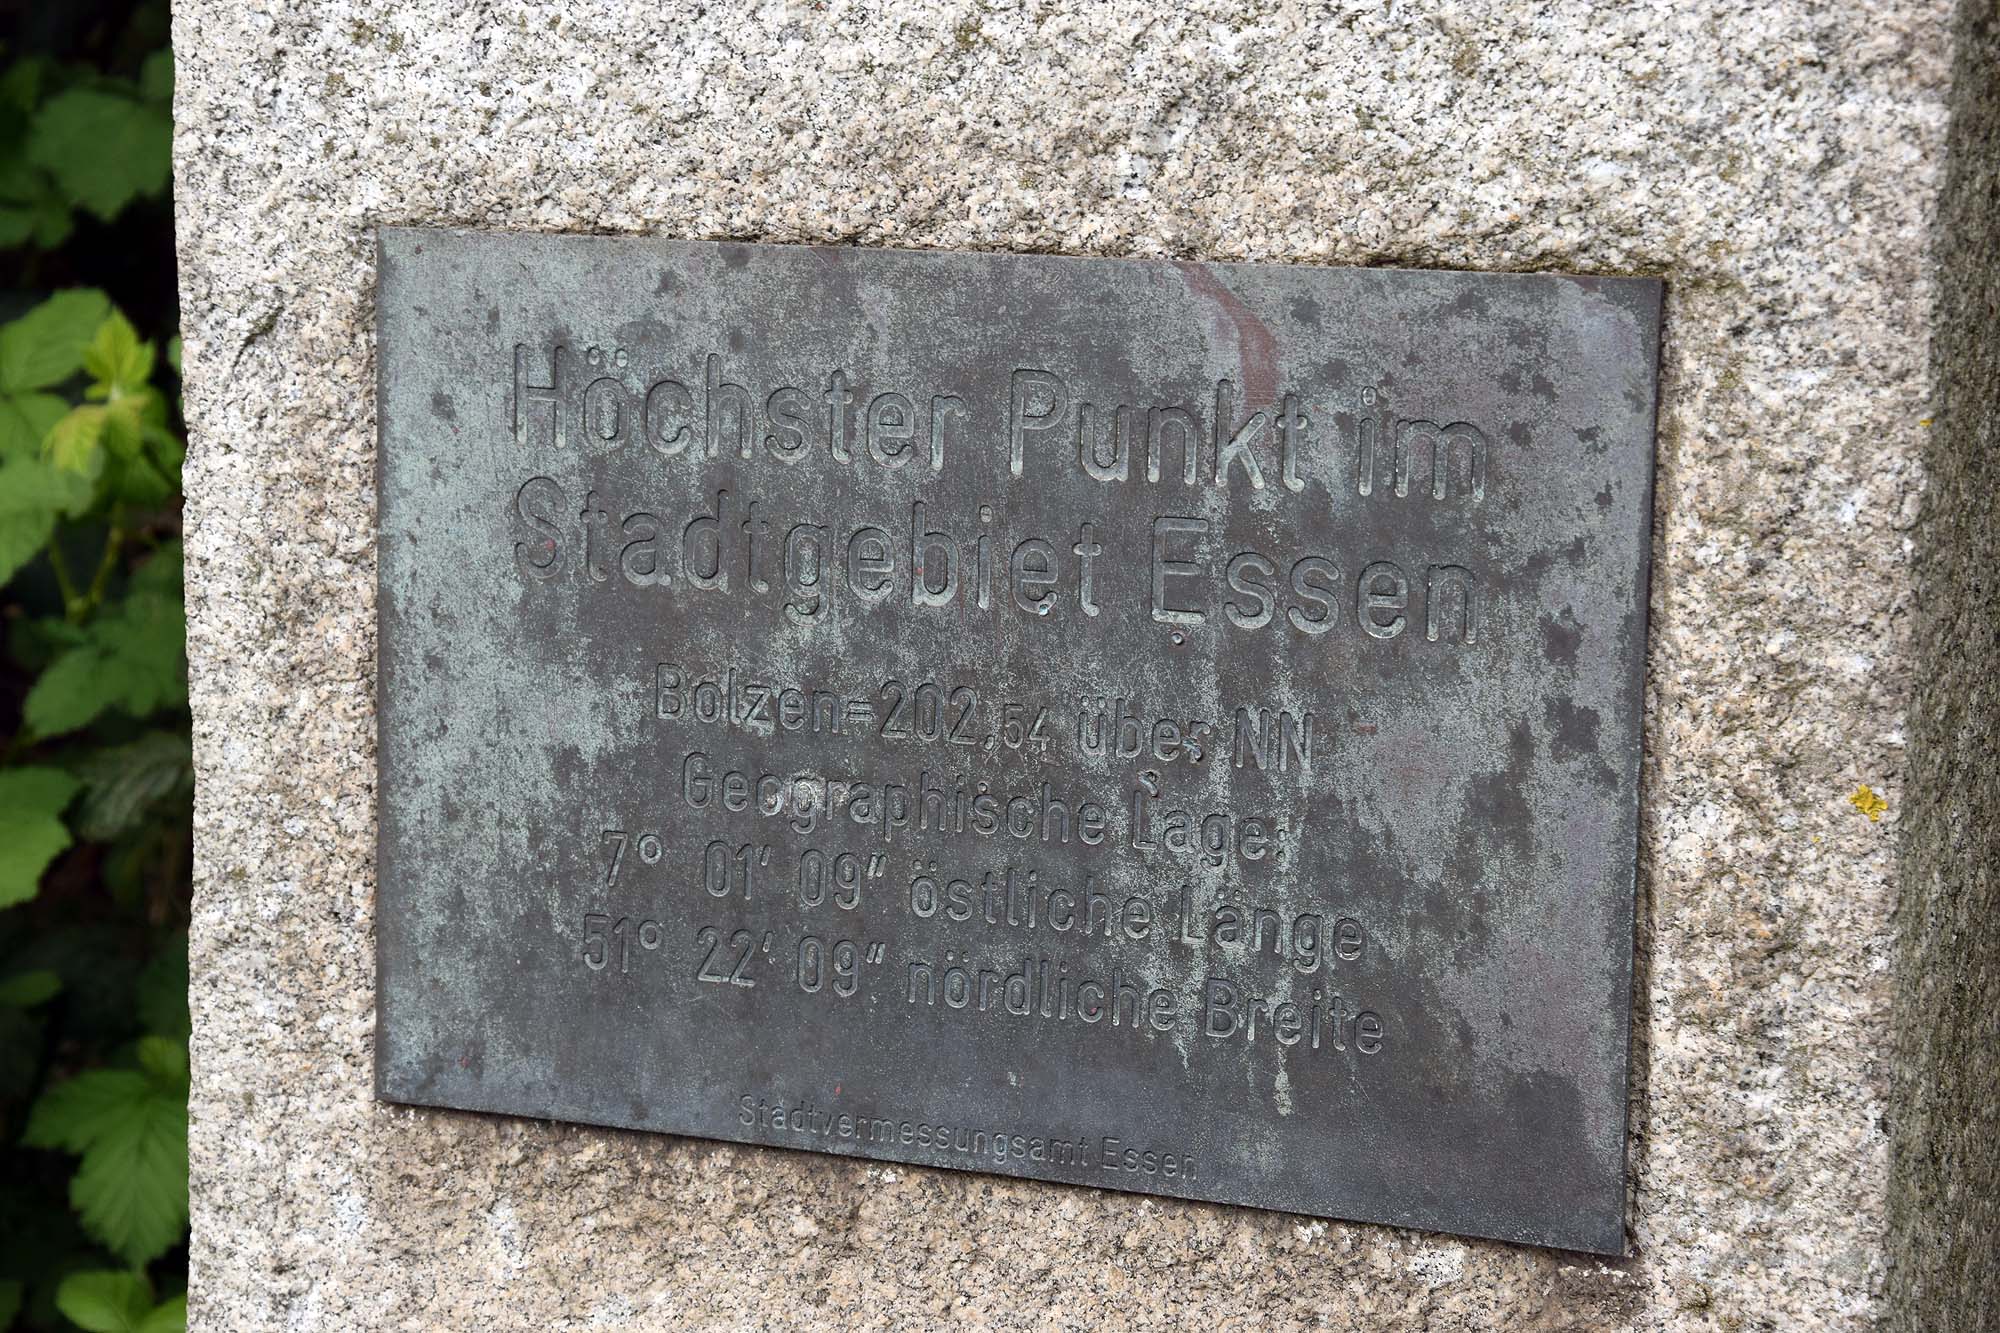 Höchster Punkt im
Stadtgebiet Essen
Bolzen=202,54 über NN
Geographische Lage:
7° 01' 09" östliche Länge
51° 22' 09" nördliche Breite
Stadtvermessungsamt Essen